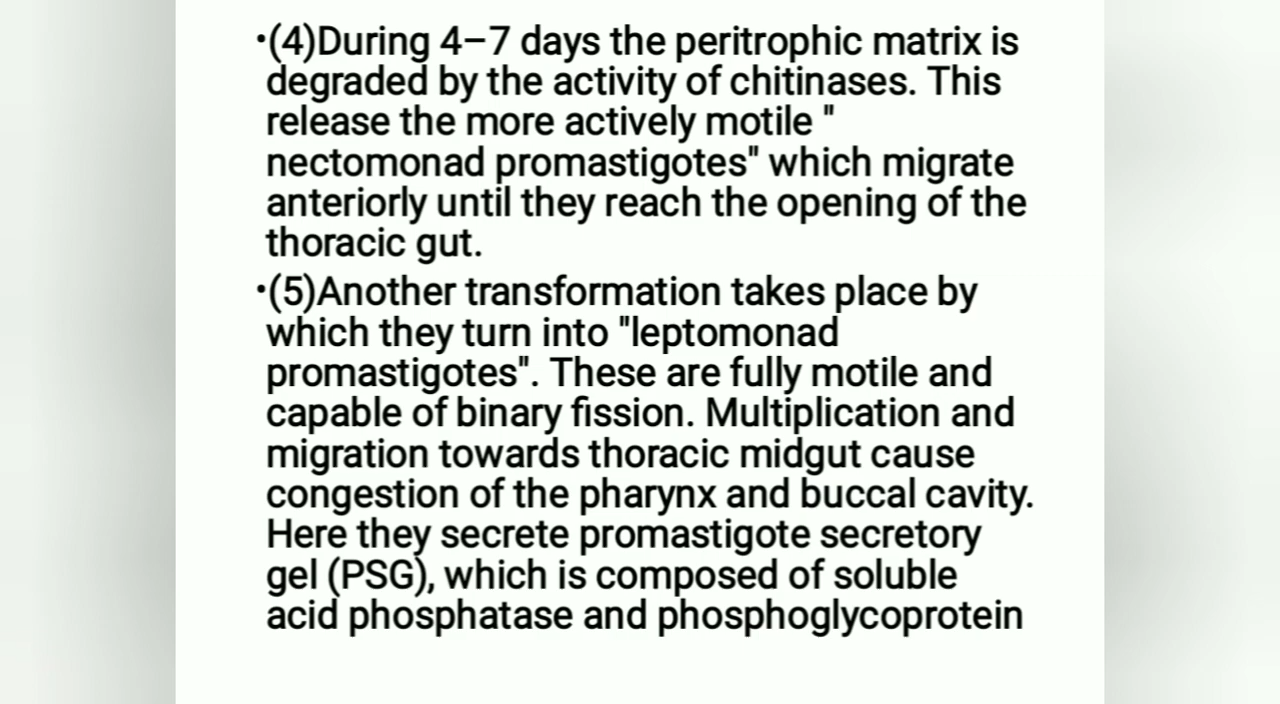 •(4)During 4–7 days the peritrophic matrix is
degraded by the activity of chitinases. This
release the more actively motile "
nectomonad promastigotes" which migrate
anteriorly until they reach the opening of the
thoracic gut.
•(5)Another transformation takes place by
which they turn into "leptomonad
promastigotes". These are fully motile and
capable of binary fission. Multiplication and
migration towards thoracic midgut cause
congestion of the pharynx and buccal cavity.
Here they secrete promastigote secretory
gel (PSG), which is composed of soluble
acid phosphatase and phosphoglycoprotein